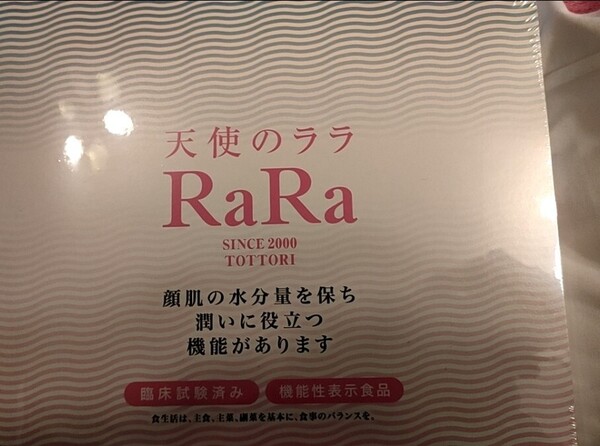 天使のララ
RaRa
SINCE 2000
TOTTORI
顔肌の水分量を保ち
潤いに役立つ
機能があります
臨床試験済み 機能性表示食品
食生活は、主食、主菜、副菜を基本に、食事のバランスを。